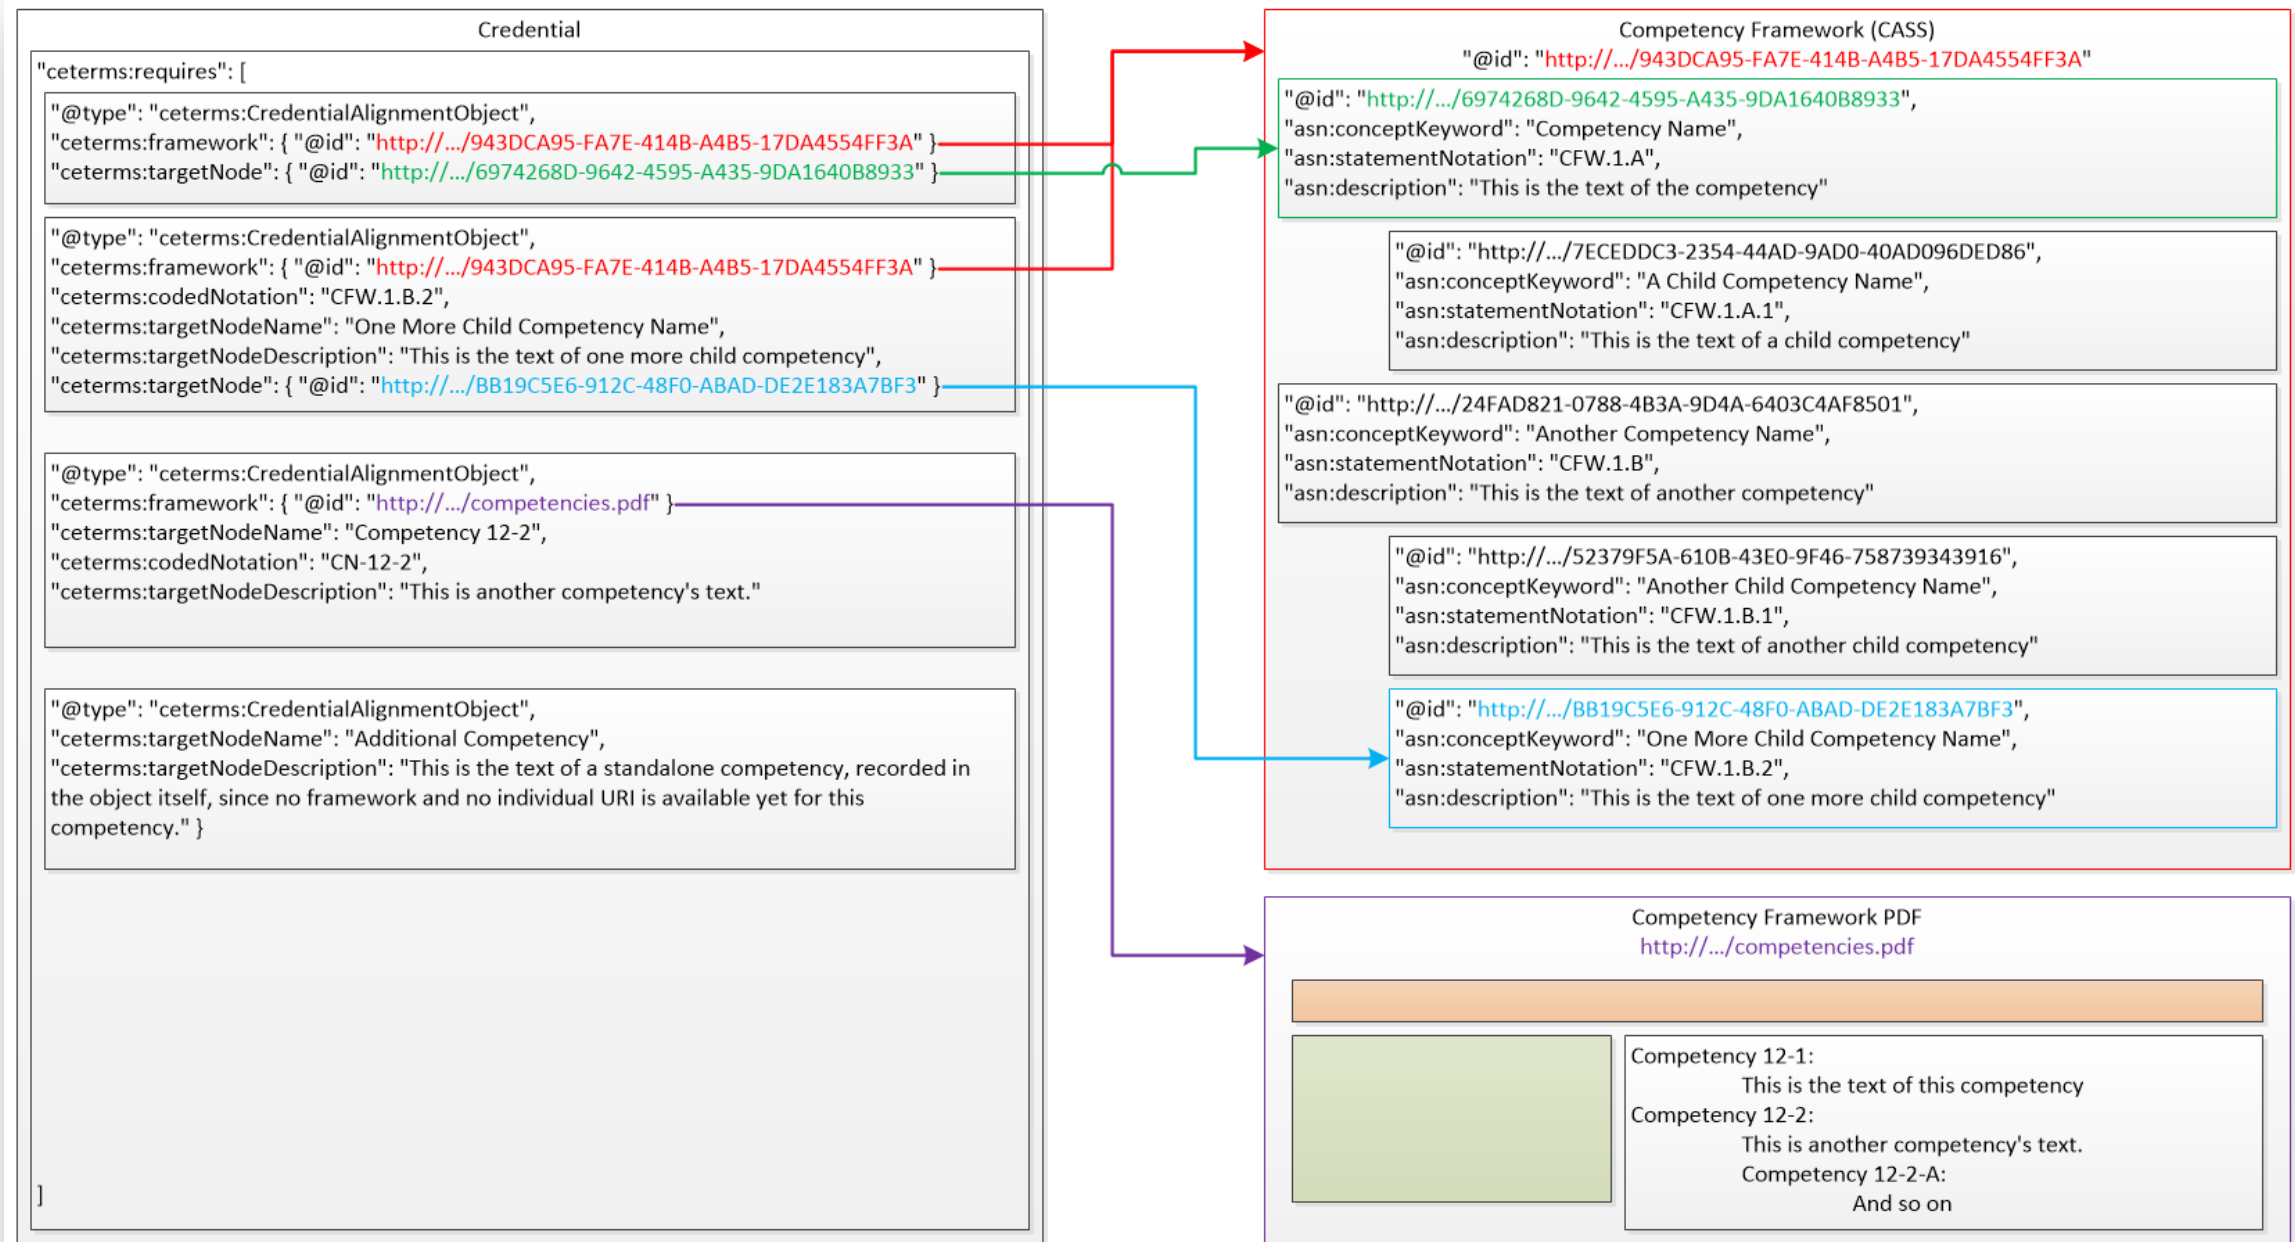 Credential
"ceterms:requires": [
"@type": "ceterms:CredentialAlignmentObject",
"ceterms:framework": { "@id": "http://.../943DCA95-FA7E-414B-A4B5-17DA4554FF3A" }
"ceterms:targetNode": { "@id": "http://.../6974268D-9642-4595-A435-9DA1640B8933" }
"@type": "ceterms:CredentialAlignmentObject",
"ceterms:framework": { "@id": "http://.../943DCA95-FA7E-414B-A4B5-17DA4554FF3A" }
"ceterms:codedNotation": "CFW.1.B.2",
"ceterms:targetNodeName": "One More Child Competency Name",
"ceterms:targetNodeDescription": "This is the text of one more child competency",
"ceterms:targetNode": { "@id": "http://.../BB19C5E6-912C-48F0-ABAD-DE2E183A7BF3" }
"@type": "ceterms:CredentialAlignmentObject",
"ceterms:framework": { "@id": "http://.../competencies.pdf" }
"ceterms:targetNodeName": "Competency 12-2",
"ceterms:codedNotation": "CN-12-2",
"ceterms:targetNodeDescription": "This is another competency's text."
"@type": "ceterms:CredentialAlignmentObject",
"ceterms:targetNodeName": "Additional Competency",
"ceterms:targetNodeDescription": "This is the text of a standalone competency, recorded in
the object itself, since no framework and no individual URI is available yet for this
competency." }
]
Competency Framework (CASS)
"@id": "http://.../943DCA95-FA7E-414B-A4B5-17DA4554FF3A"
"@id": "http://.../6974268D-9642-4595-A435-9DA1640B8933",
"asn:conceptKeyword": "Competency Name",
"asn:statementNotation": "CFW.1.A",
"asn:description": "This is the text of the competency"
"@id": "http://.../7ECEDDC3-2354-44AD-9AD0-40AD096DED86",
"asn:conceptKeyword": "A Child Competency Name",
"asn:statementNotation": "CFW.1.A.1",
"asn:description": "This is the text of a child competency"
"@id": "http://.../24FAD821-0788-4B3A-9D4A-6403C4AF8501",
"asn:conceptKeyword": "Another Competency Name",
"asn:statementNotation": "CFW.1.B",
"asn:description": "This is the text of another competency"
"@id": "http://.../52379F5A-610B-43E0-9F46-758739343916",
"asn:conceptKeyword": "Another Child Competency Name",
"asn:statementNotation": "CFW.1.B.1",
"asn:description": "This is the text of another child competency"
"@id": "http://.../BB19C5E6-912C-48F0-ABAD-DE2E183A7BF3",
"asn:conceptKeyword": "One More Child Competency Name",
"asn:statementNotation": "CFW.1.B.2",
"asn:description": "This is the text of one more child competency"
Competency Framework PDF
http://.../competencies.pdf
Competency 12-1:
This is the text of this competency
Competency 12-2:
This is another competency's text.
Competency 12-2-A:
And so on